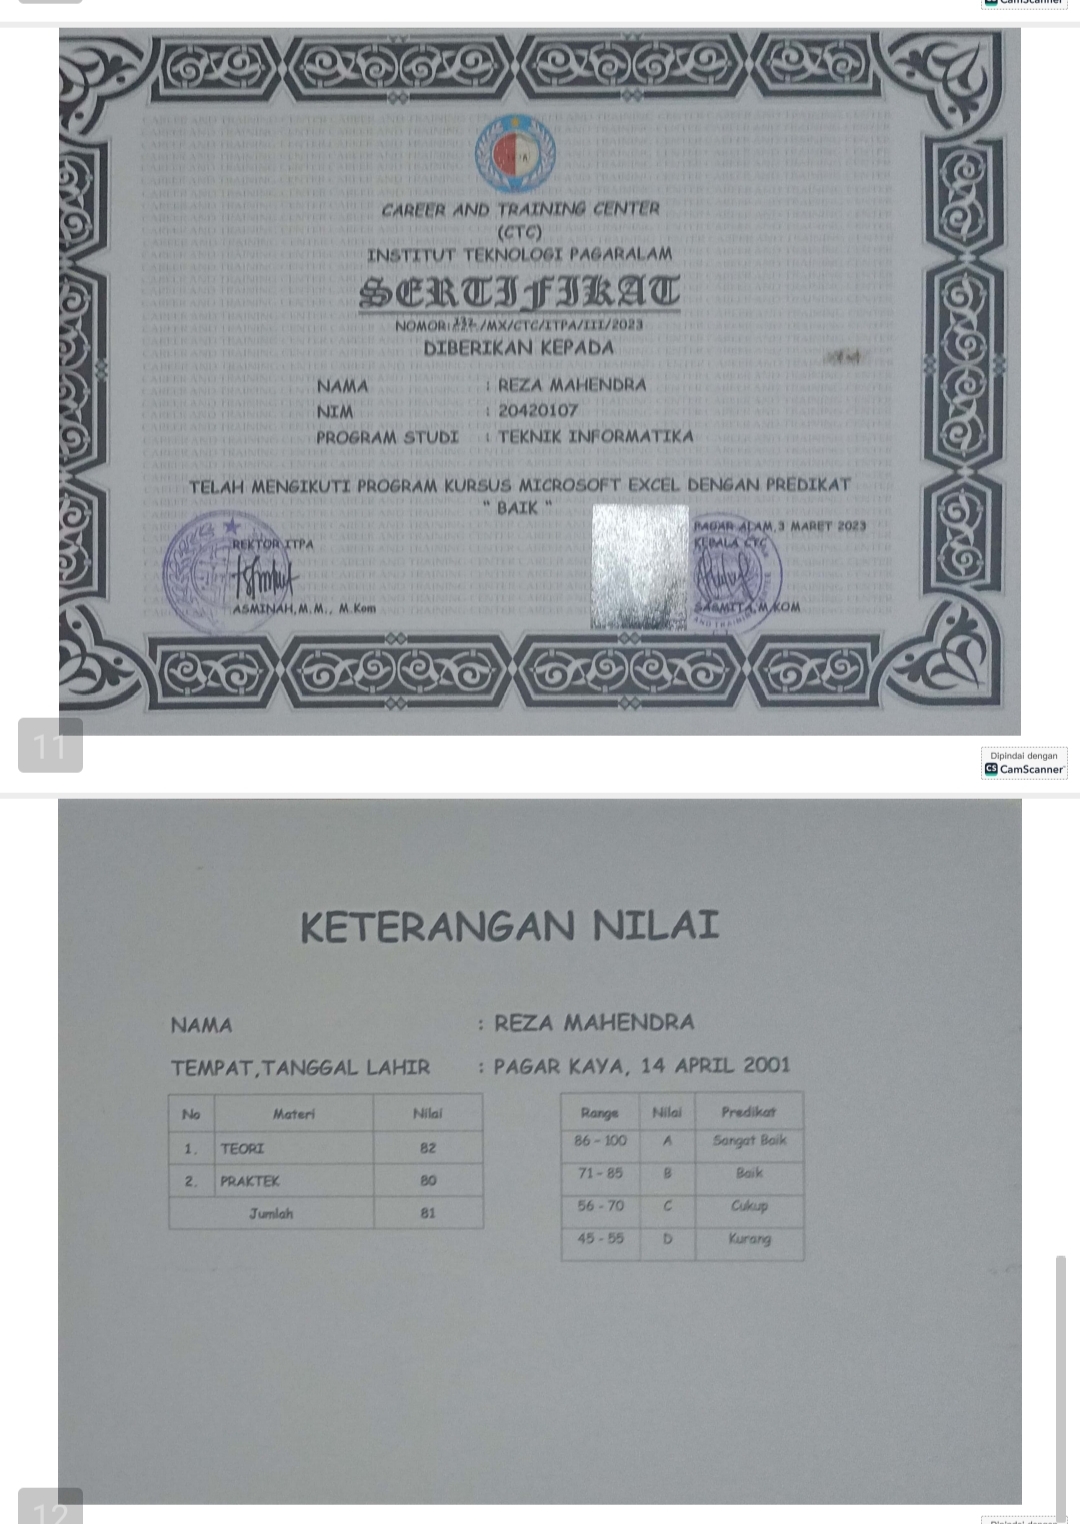 CAREER AND TRAINING CENTER
(CTC)
INSTITUT TEKNOLOGI PAGARALAM
SERTIFIKAT
NOMOR: /MX/CTC/ITPA/III/2023
DIBERIKAN KEPADA
NAMA : REZA MAHENDRA
NIM : 20420107
PROGRAM STUDI : TEKNIK INFORMATIKA
TELAH MENGIKUTI PROGRAM KURSUS MICROSOFT EXCEL DENGAN PREDIKAT
" BAIK "
PAGAR ALAM, 3 MARET 2023
REKTOR ITPA KEPALA CTC
ASMINAH, M.M., M.Kom SASMITA, M.KOM
11
Dipindai dengan
CS CamScanner
KETERANGAN NILAI
NAMA : REZA MAHENDRA
TEMPAT,TANGGAL LAHIR : PAGAR KAYA, 14 APRIL 2001
No Materi Nilai
1. TEORI 82
2. PRAKTEK 80
Jumlah 81
Range Nilai Predikat
86 - 100 A Sangat Baik
71 - 85 B Baik
56 - 70 C Cukup
45 - 55 D Kurang
12